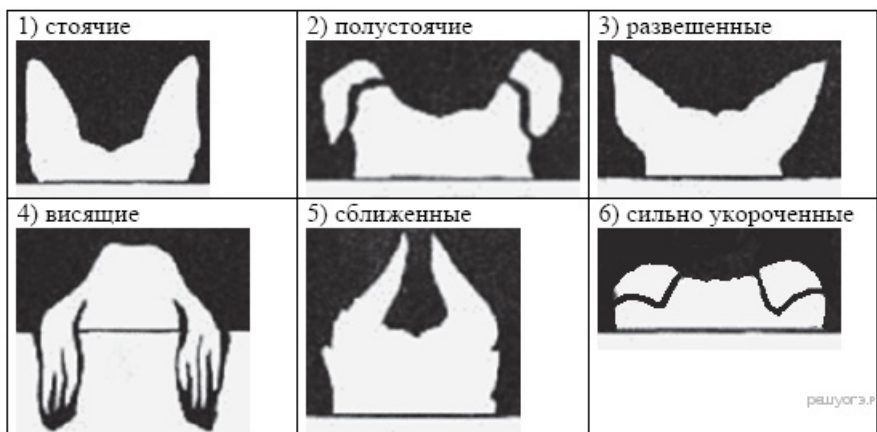 1) стоячие
2) полустоячие
3) развешенные
4) висящие
5) сближенные
6) сильно укороченные